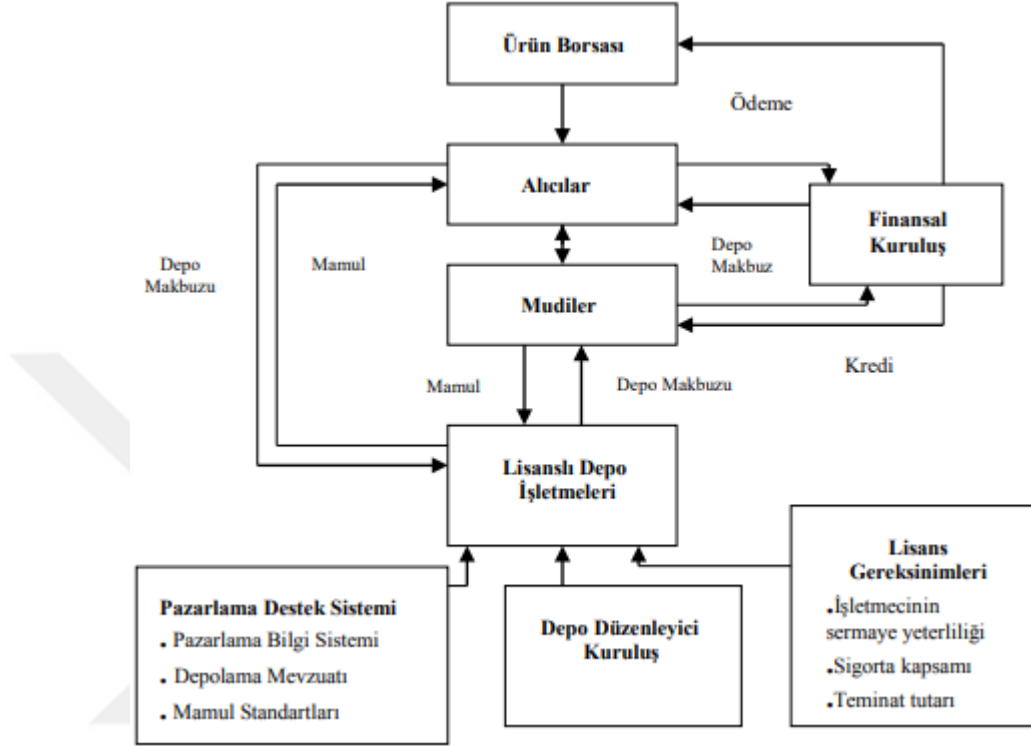 Ürün Borsası
Ödeme
Alıcılar
Finansal
Kuruluş
Depo
Makbuzu
Mamul
Depo
Makbuz
Mudiler
Kredi
Mamul
Depo Makbuzu
Lisanslı Depo
İşletmeleri
Pazarlama Destek Sistemi
• Pazarlama Bilgi Sistemi
• Depolama Mevzuatı
• Mamul Standartları
Depo Düzenleyici
Kuruluş
Lisans
Gereksinimleri
•İşletmecinin
sermaye yeterliliği
•Sigorta kapsamı
•Teminat tutarı